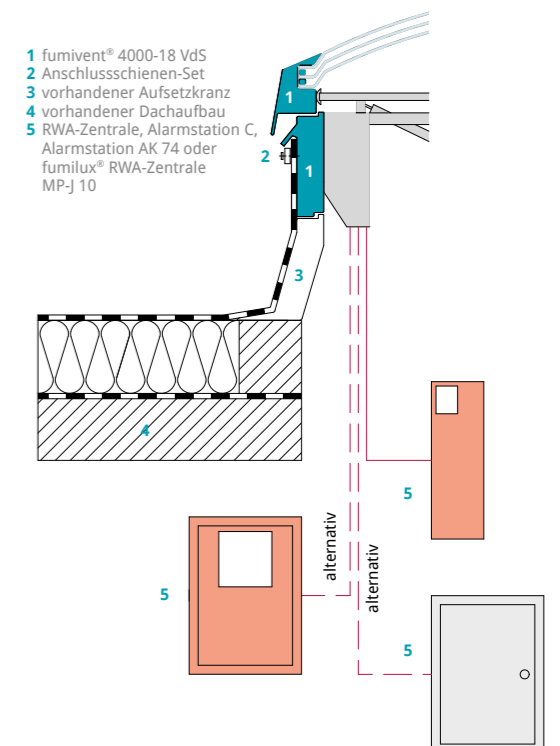 1 fumivent® 4000-18 VdS
2 Anschlussschienen-Set
3 vorhandener Aufsetzkranz
4 vorhandener Dachaufbau
5 RWA-Zentrale, Alarmstation C,
Alarmstation AK 74 oder
fumilux® RWA-Zentrale
MP-J 10
1
2
1
3
4
5
alternativ
alternativ
5
5